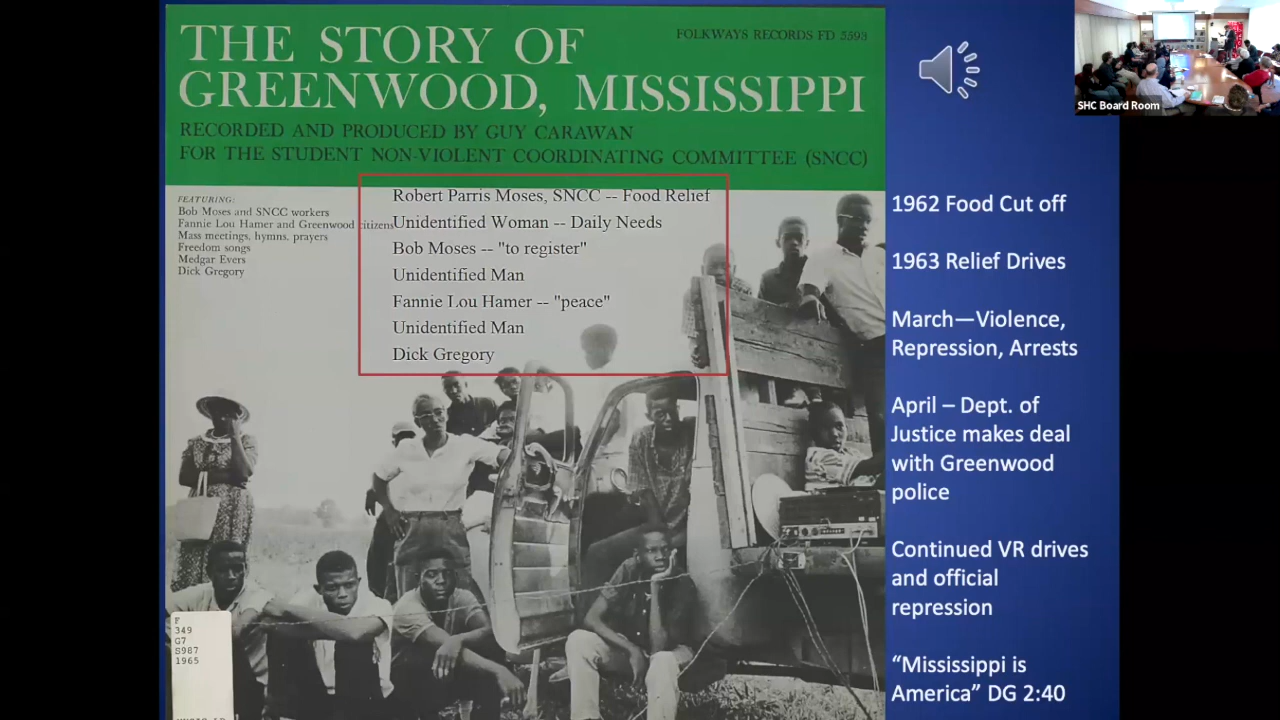 THE STORY OF
FOLKWAYS RECORDS FD 5593
GREENWOOD, MISSISSIPPI
RECORDED AND PRODUCED BY GUY CARAWAN
FOR THE STUDENT NON-VIOLENT COORDINATING COMMITTEE (SNCC)
FEATURING:
Bob Moses and SNCC workers
Fannie Lou Hamer and Greenwood citizens
Mass meetings, hymns, prayers
Freedom songs
Medgar Evers
Dick Gregory
Robert Parris Moses, SNCC -- Food Relief
Unidentified Woman -- Daily Needs
Bob Moses -- "to register"
Unidentified Man
Fannie Lou Hamer -- "peace"
Unidentified Man
Dick Gregory
F
349
G7
S987
1965
SHC Board Room
1962 Food Cut off
1963 Relief Drives
March—Violence,
Repression, Arrests
April – Dept. of
Justice makes deal
with Greenwood
police
Continued VR drives
and official
repression
“Mississippi is
America” DG 2:40